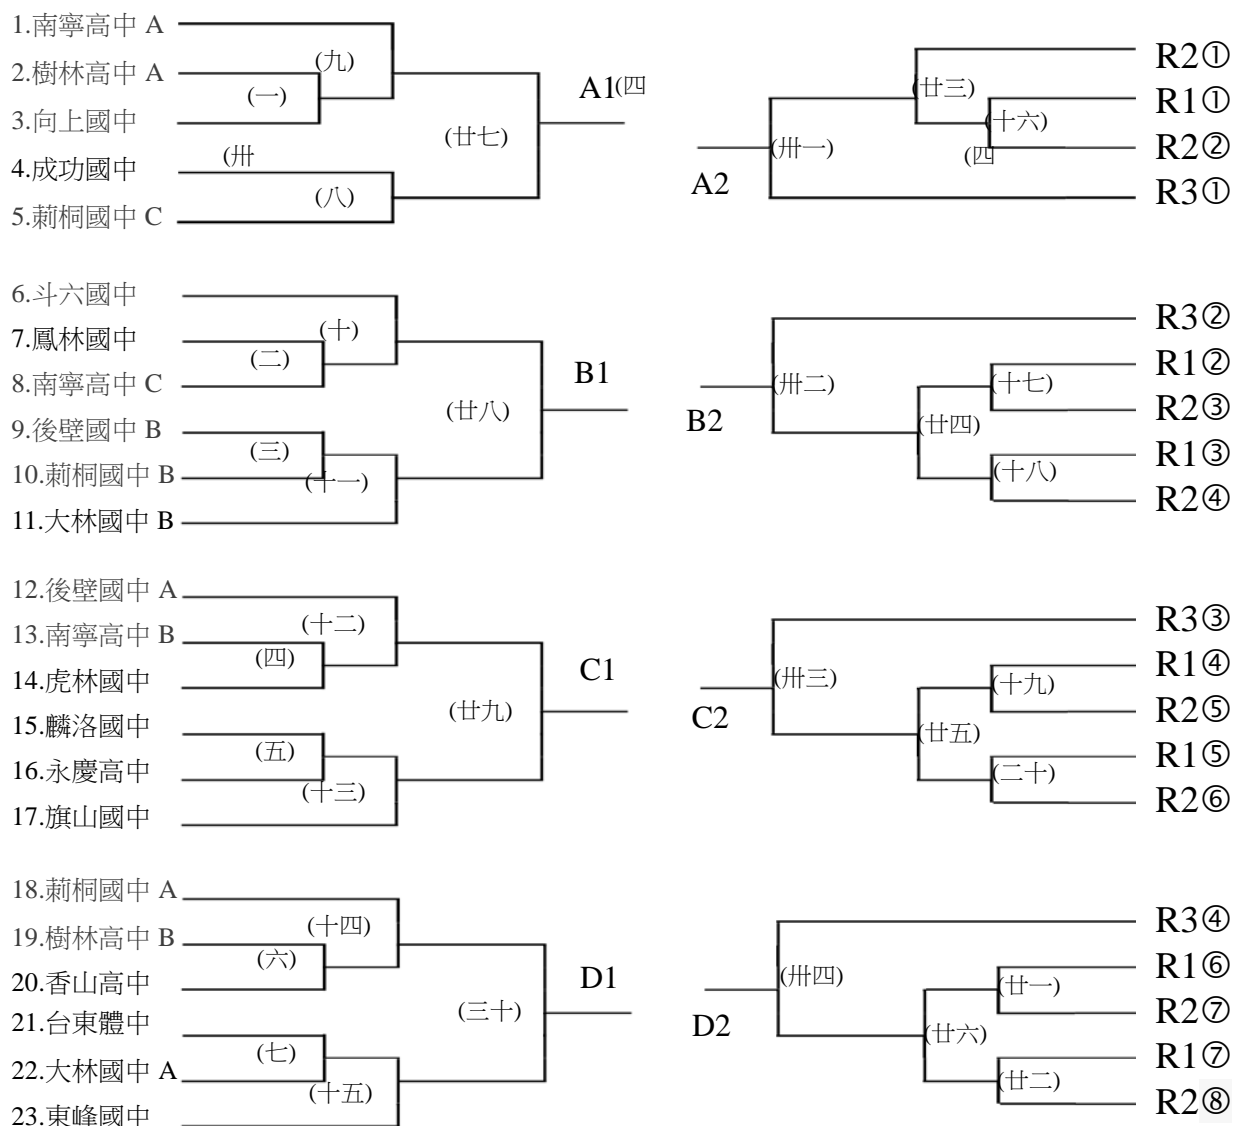 1.南寧高中 A
2.樹林高中 A
3.向上國中
4.成功國中
5.莿桐國中 C
(一)
(九)
(卅
(八)
(廿七)
A1(四
6.斗六國中
7.鳳林國中
8.南寧高中 C
9.後壁國中 B
10.莿桐國中 B
11.大林國中 B
(二)
(十)
(三)
(十一)
(廿八)
B1
12.後壁國中 A
13.南寧高中 B
14.虎林國中
15.麟洛國中
16.永慶高中
17.旗山國中
(十二)
(四)
(五)
(十三)
(廿九)
C1
18.莿桐國中 A
19.樹林高中 B
20.香山高中
21.台東體中
22.大林國中 A
23.東峰國中
(十四)
(六)
(七)
(十五)
(三十)
D1
A2
(卅一)
(廿三)
(十六)
(四
R2①
R1①
R2②
R3①
B2
(卅二)
(廿四)
(十七)
(十八)
R3②
R1②
R2③
R1③
R2④
C2
(卅三)
(廿五)
(十九)
(二十)
R3③
R1④
R2⑤
R1⑤
R2⑥
D2
(卅四)
(廿六)
(廿一)
(廿二)
R3④
R1⑥
R2⑦
R1⑦
R2⑧